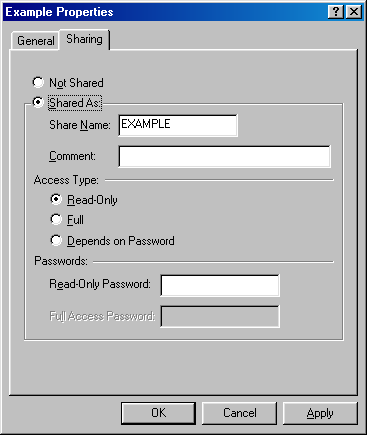 Example Properties
General Sharing
Not Shared
Shared As:
Share Name: EXAMPLE
Comment:
Access Type:
Read-Only
Full
Depends on Password
Passwords:
Read-Only Password:
Full Access Password:
OK Cancel Apply